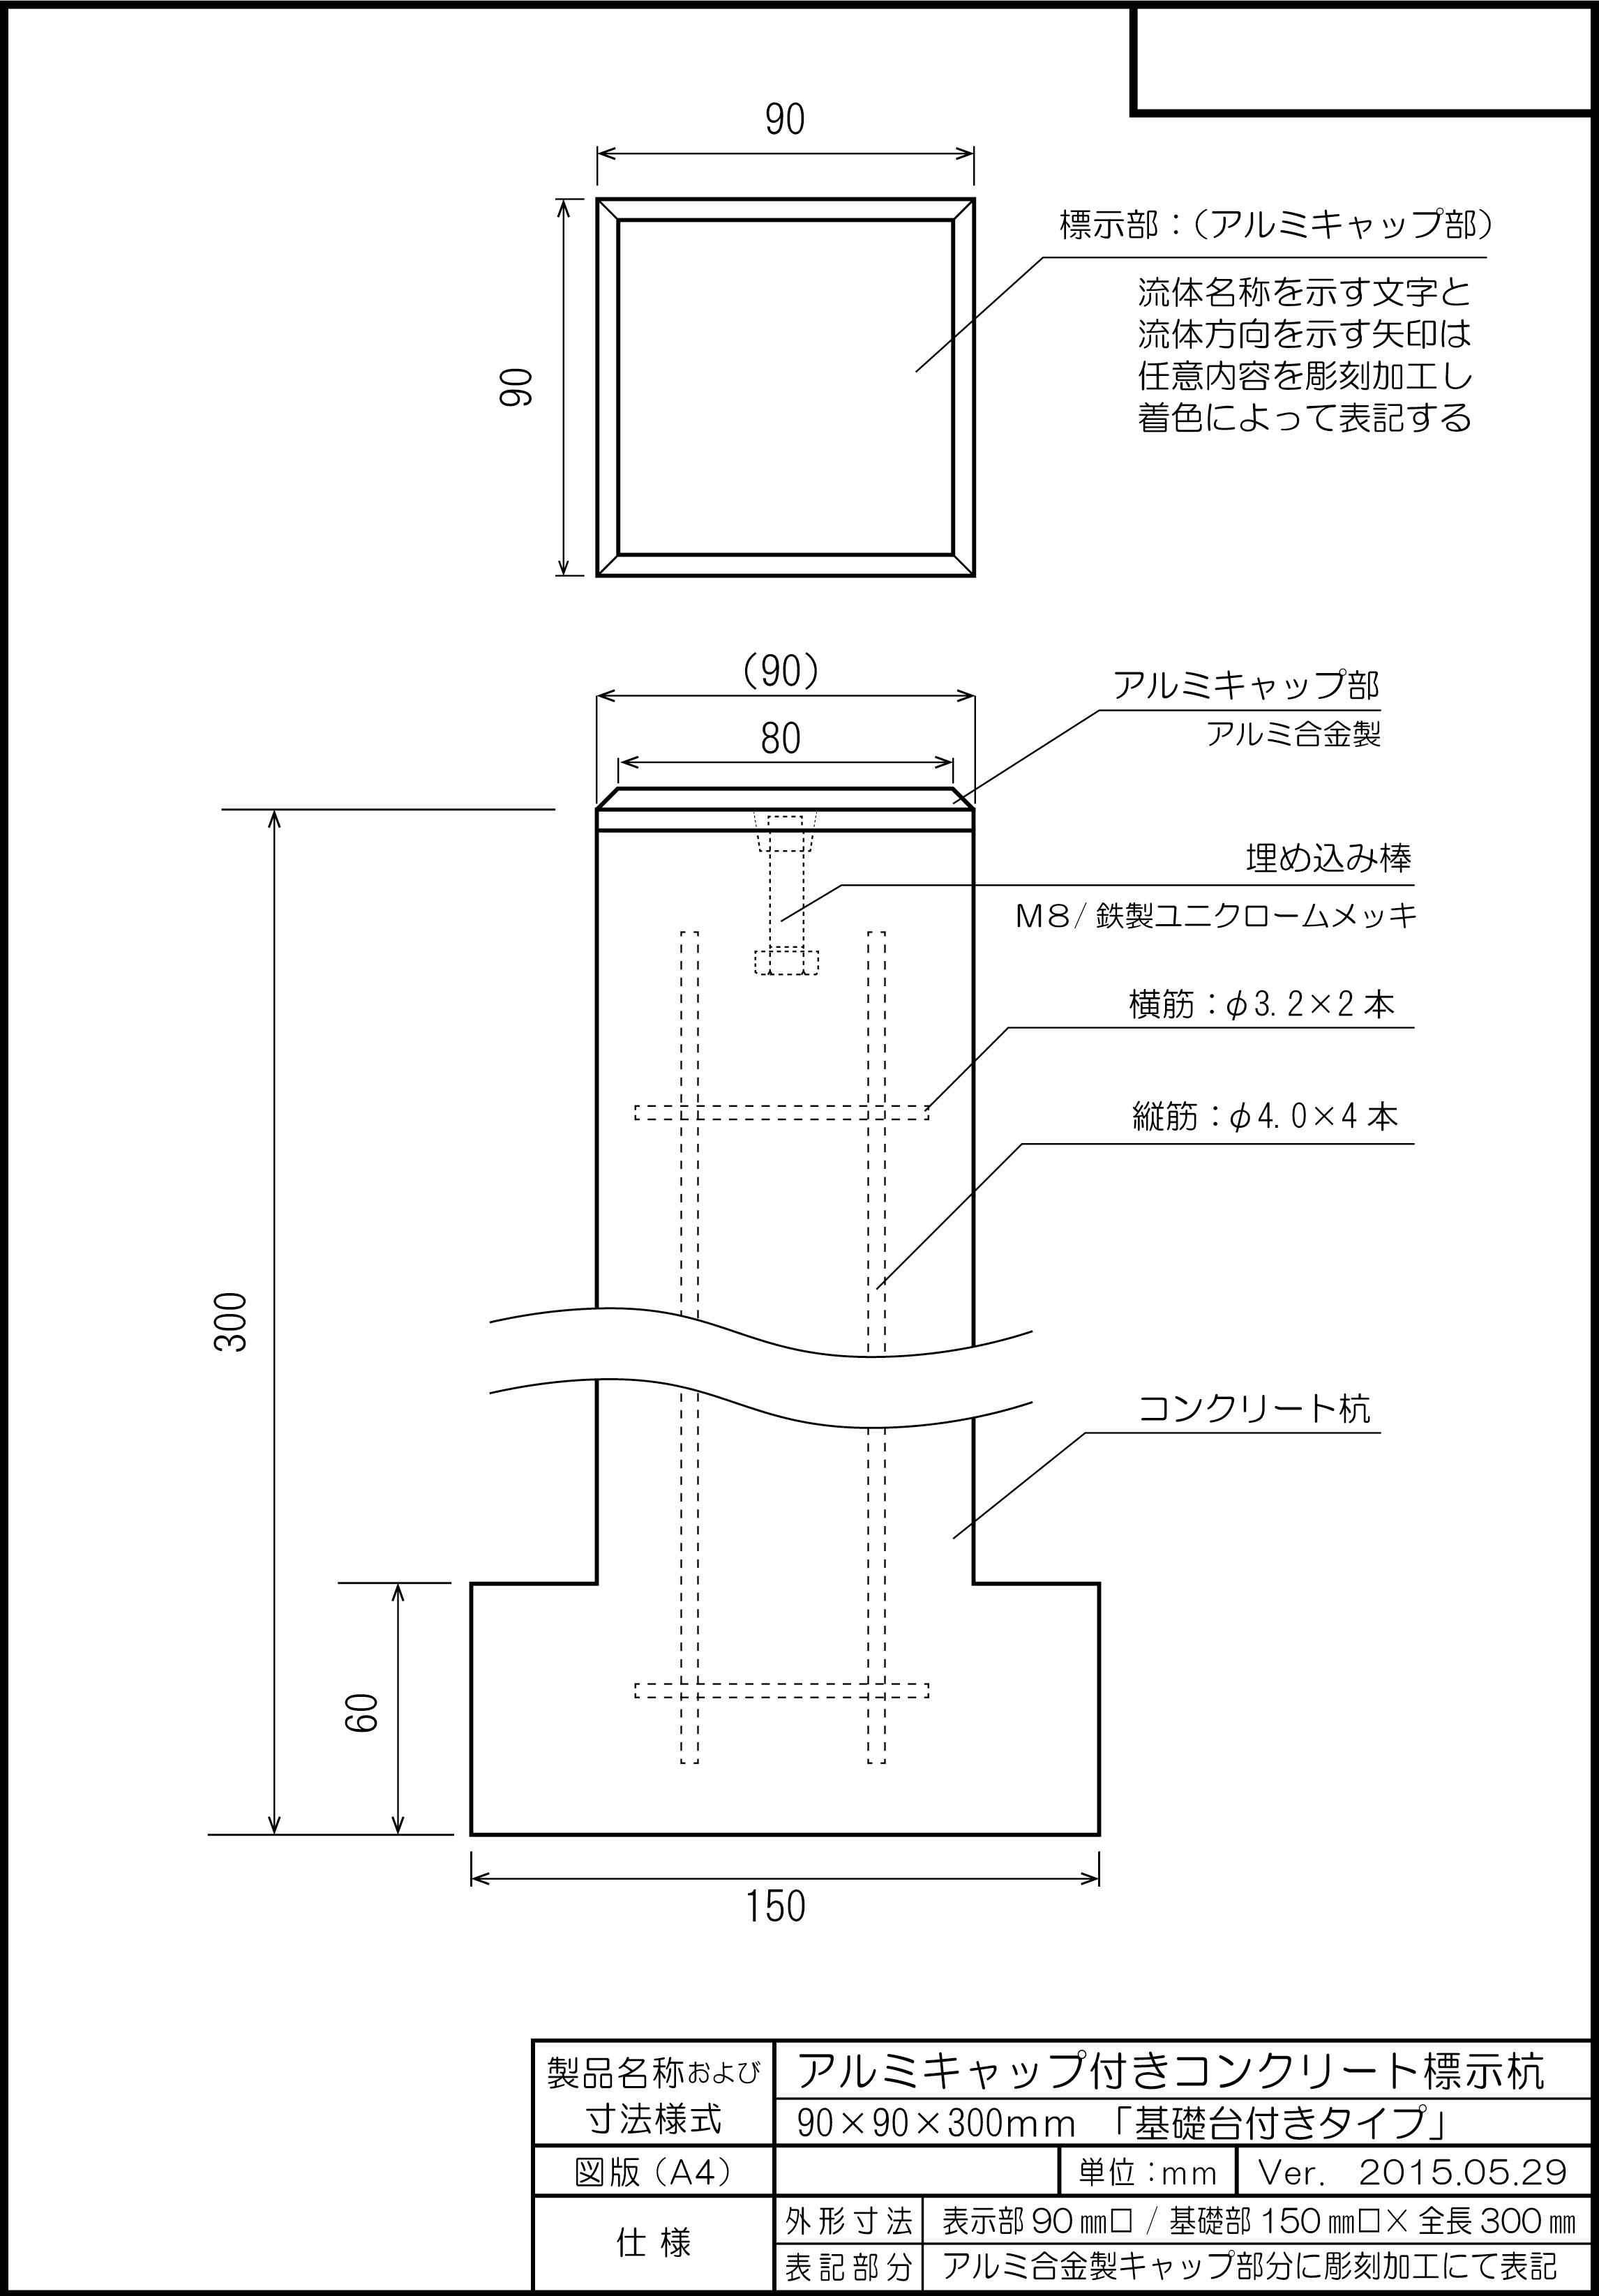 90
90
標示部：（アルミキャップ部）
流体名称を示す文字と
流体方向を示す矢印は
任意内容を彫刻加工し
着色によって表記する
（90）
80
アルミキャップ部
アルミ合金製
埋め込み棒
M8/鉄製ユニクロームメッキ
横筋：φ3.2×2本
縦筋：φ4.0×4本
300
コンクリート杭
60
150
製品名称および
寸法様式
アルミキャップ付きコンクリート標示杭
90×90×300mm 「基礎台付きタイプ」
図版（A4）
単位：mm
Ver. 2015.05.29
仕様
外形寸法
表示部90㎜□ / 基礎部150㎜□× 全長300㎜
表記部分
アルミ合金製キャップ部分に彫刻加工にて表記